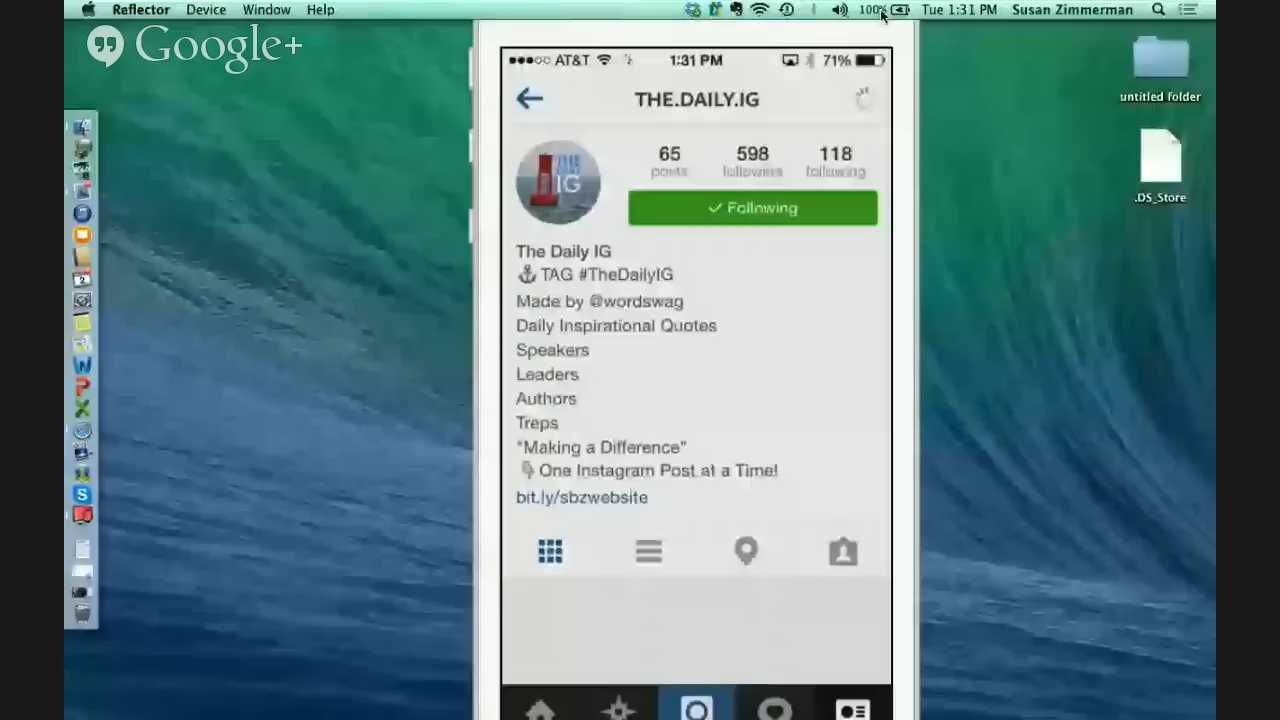 Reflector Device Window Help 100% Tue 1:31 PM Susan Zimmerman
Google+
untitled folder
.DS_Store
AT&T 1:31 PM 71%
THE.DAILY.IG
65 598 118
posts followers following
IG
Following
The Daily IG
TAG #TheDailyIG
Made by @wordswag
Daily Inspirational Quotes
Speakers
Leaders
Authors
Treps
"Making a Difference"
One Instagram Post at a Time!
bit.ly/sbzwebsite